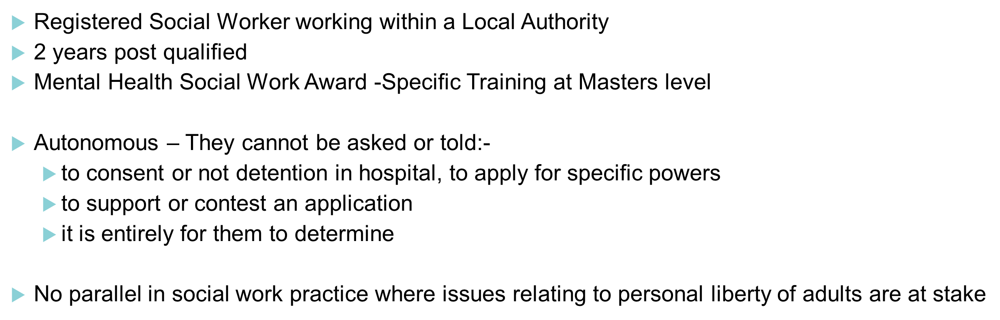 Registered Social Worker working within a Local Authority
2 years post qualified
Mental Health Social Work Award -Specific Training at Masters level
Autonomous – They cannot be asked or told:-
to consent or not detention in hospital, to apply for specific powers
to support or contest an application
it is entirely for them to determine
No parallel in social work practice where issues relating to personal liberty of adults are at stake